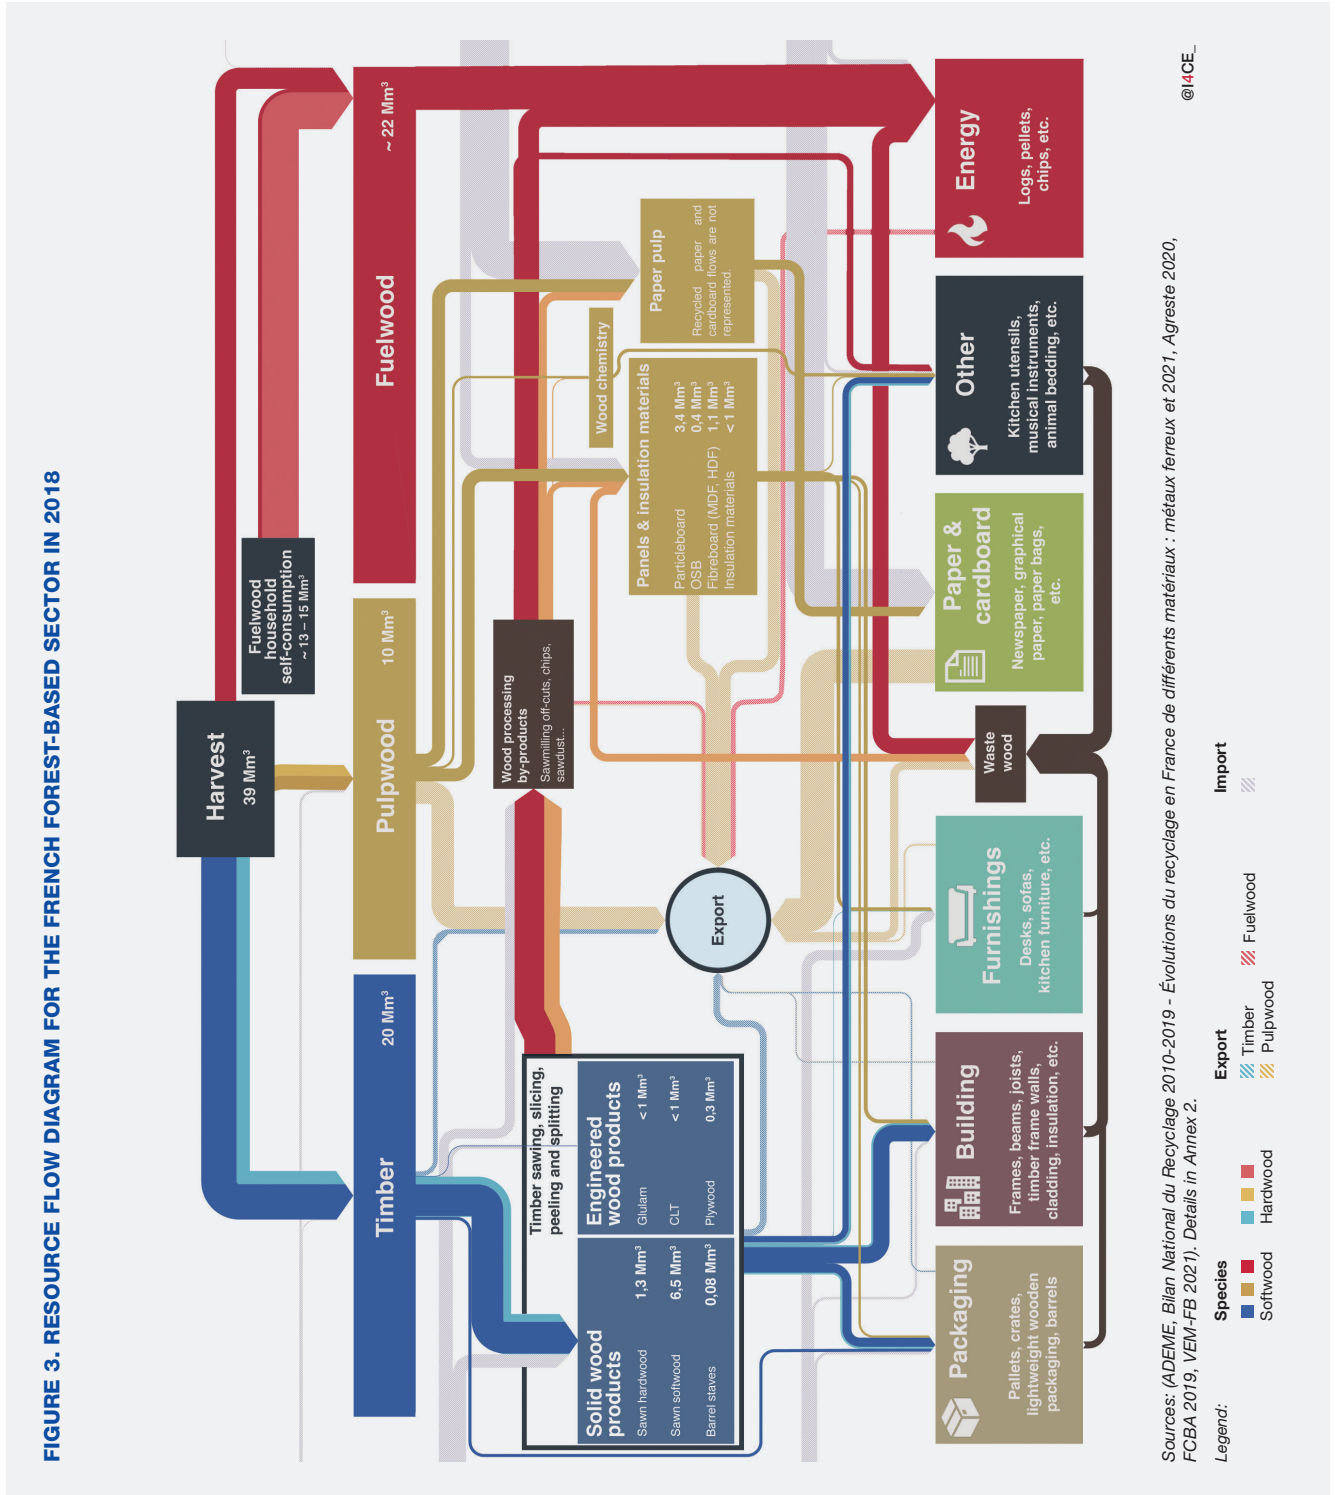 FIGURE 3. RESOURCE FLOW DIAGRAM FOR THE FRENCH FOREST-BASED SECTOR IN 2018
Harvest
39 Mm³
Fuelwood
household
self-consumption
~ 13 – 15 Mm³
Timber
20 Mm³
Pulpwood
10 Mm³
Fuelwood
~ 22 Mm³
Timber sawing, slicing,
peeling and splitting
Solid wood
products
Sawn hardwood 1,3 Mm³
Sawn softwood 6,5 Mm³
Barrel staves 0,08 Mm³
Engineered
wood products
Glulam < 1 Mm³
CLT < 1 Mm³
Plywood 0,3 Mm³
Wood processing
by-products
Sawmilling off-cuts, chips,
sawdust...
Wood chemistry
Panels & insulation materials
Particleboard 3,4 Mm³
OSB 0,4 Mm³
Fibreboard (MDF, HDF) 1,1 Mm³
Insulation materials < 1 Mm³
Paper pulp
Recycled paper and
cardboard flows are not
represented.
Export
Packaging
Pallets, crates,
lightweight wooden
packaging, barrels
Building
Frames, beams, joists,
timber frame walls,
cladding, insulation, etc.
Furnishings
Desks, sofas,
kitchen furniture, etc.
Waste
wood
Paper &
cardboard
Newspaper, graphical
paper, paper bags,
etc.
Other
Kitchen utensils,
musical instruments,
animal bedding, etc.
Energy
Logs, pellets,
chips, etc.
@I4CE_
Sources: (ADEME, Bilan National du Recyclage 2010-2019 - Évolutions du recyclage en France de différents matériaux : métaux ferreux et 2021, Agreste 2020,
FCBA 2019, VEM-FB 2021). Details in Annex 2.
Legend:
Species
Softwood
Hardwood
Export
Timber
Pulpwood
Fuelwood
Import